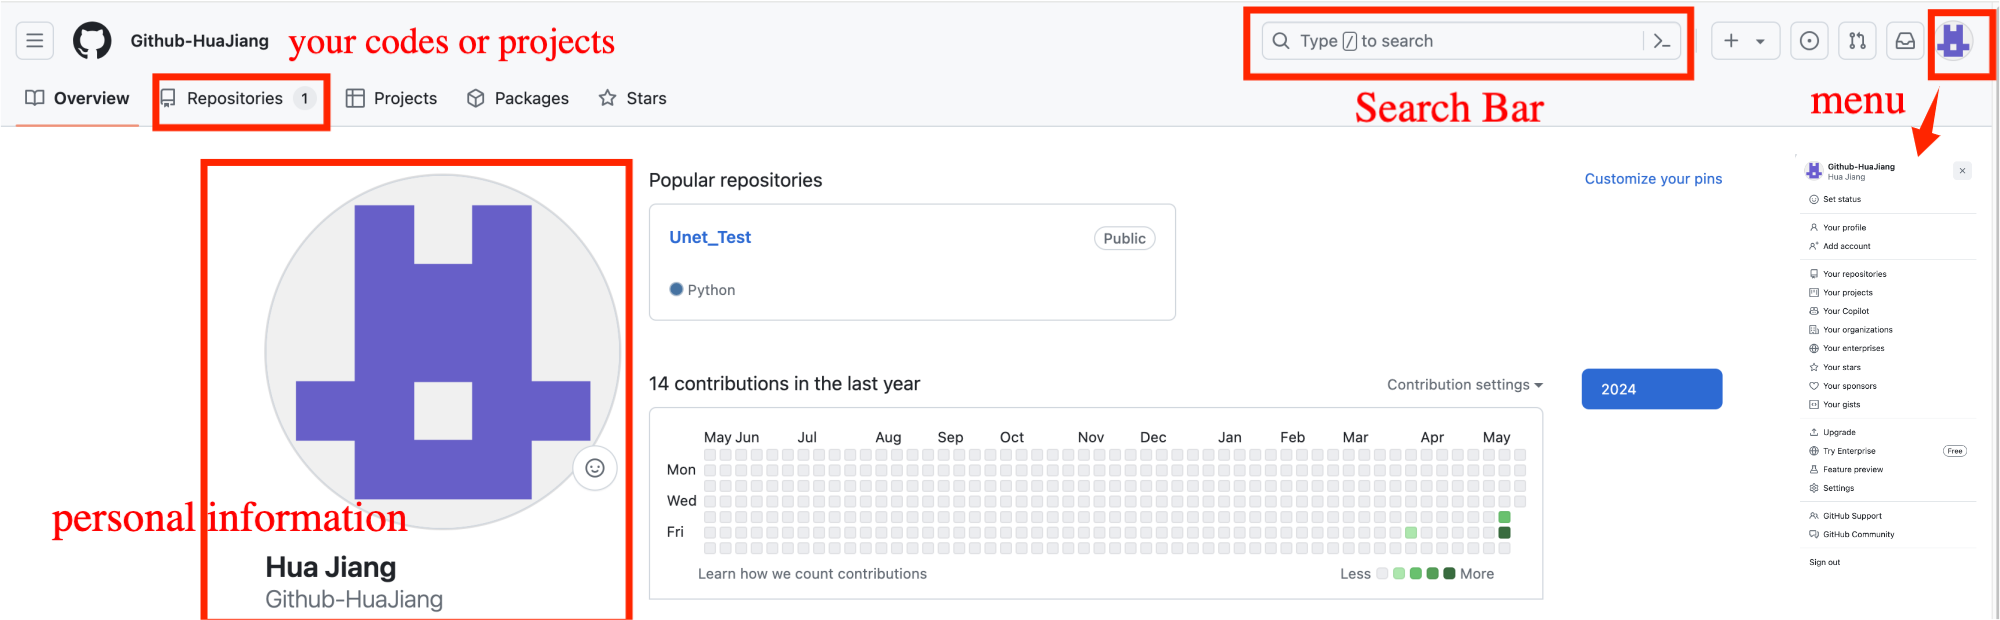 Github-HuaJiang
your codes or projects
Type / to search
Overview
Repositories 1
Projects
Packages
Stars
Search Bar
menu
personal information
Hua Jiang
Github-HuaJiang
Popular repositories
Customize your pins
Unet_Test
Public
Python
14 contributions in the last year
Contribution settings
2024
May Jun Jul Aug Sep Oct Nov Dec Jan Feb Mar Apr May
Mon
Wed
Fri
Learn how we count contributions
Less More
Github-HuaJiang
Hua Jiang
Set status
Your profile
Add account
Your repositories
Your projects
Your Copilot
Your organizations
Your enterprises
Your stars
Your sponsors
Your gists
Upgrade
Try Enterprise Free
Feature preview
Settings
GitHub Support
GitHub Community
Sign out